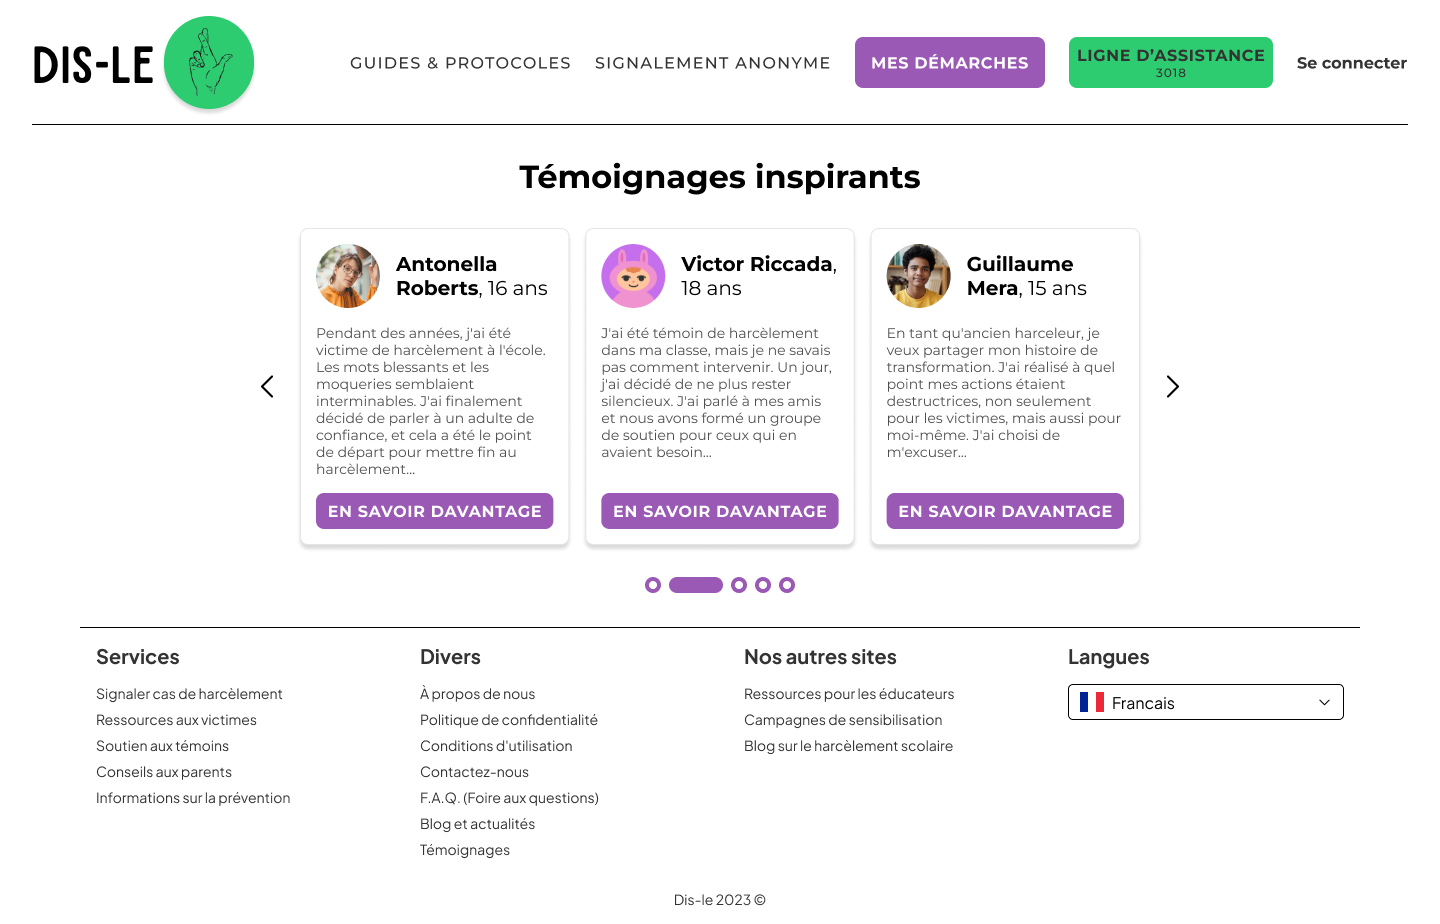 DIS-LE
GUIDES & PROTOCOLES
SIGNALEMENT ANONYME
MES DÉMARCHES
LIGNE D’ASSISTANCE
3018
Se connecter
Témoignages inspirants
Antonella
Roberts, 16 ans
Pendant des années, j'ai été
victime de harcèlement à l'école.
Les mots blessants et les
moqueries semblaient
interminables. J'ai finalement
décidé de parler à un adulte de
confiance, et cela a été le point
de départ pour mettre fin au
harcèlement...
EN SAVOIR DAVANTAGE
Victor Riccada,
18 ans
J'ai été témoin de harcèlement
dans ma classe, mais je ne savais
pas comment intervenir. Un jour,
j'ai décidé de ne plus rester
silencieux. J'ai parlé à mes amis
et nous avons formé un groupe
de soutien pour ceux qui en
avaient besoin...
EN SAVOIR DAVANTAGE
Guillaume
Mera, 15 ans
En tant qu'ancien harceleur, je
veux partager mon histoire de
transformation. J'ai réalisé à quel
point mes actions étaient
destructrices, non seulement
pour les victimes, mais aussi pour
moi-même. J'ai choisi de
m'excuser...
EN SAVOIR DAVANTAGE
Services
Signaler cas de harcèlement
Ressources aux victimes
Soutien aux témoins
Conseils aux parents
Informations sur la prévention
Divers
À propos de nous
Politique de confidentialité
Conditions d'utilisation
Contactez-nous
F.A.Q. (Foire aux questions)
Blog et actualités
Témoignages
Nos autres sites
Ressources pour les éducateurs
Campagnes de sensibilisation
Blog sur le harcèlement scolaire
Langues
Francais
Dis-le 2023 ©